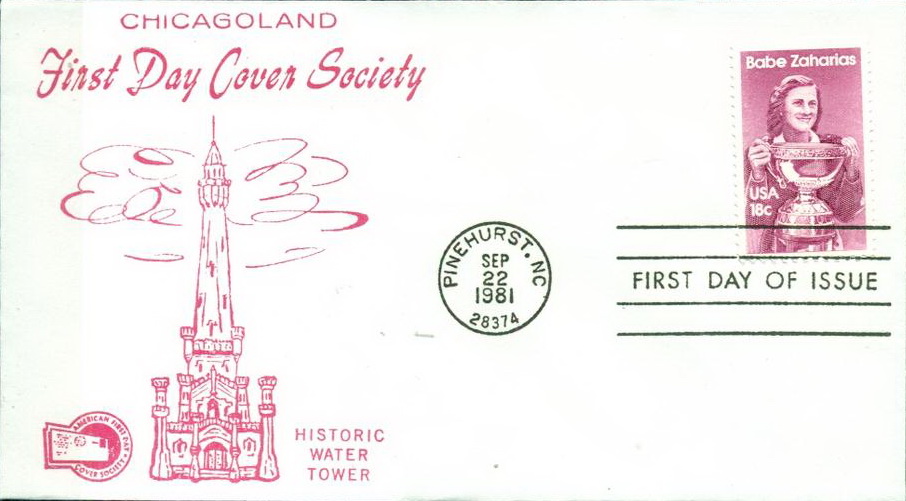 CHICAGOLAND
First Day Cover Society
Babe Zaharias
USA
18c
PINEHURST, NC
SEP
22
1981
28374
FIRST DAY OF ISSUE
HISTORIC
WATER
TOWER
AMERICAN FIRST DAY
COVER SOCIETY